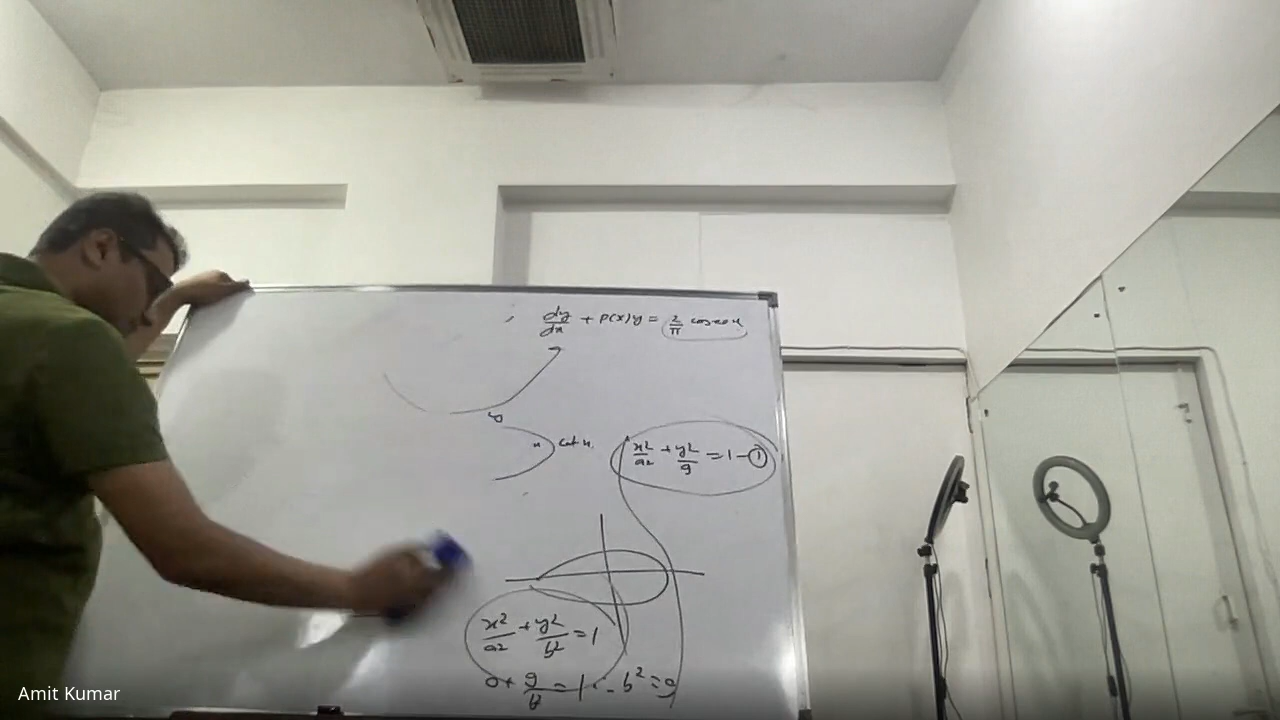 dy/dx + P(x)y = 2/π cosec x
cot x
x²/a² + y²/9 = 1 - ①
x²/a² + y²/b² = 1
0 + 9/b² = 1 ∴ b² = 9
Amit Kumar